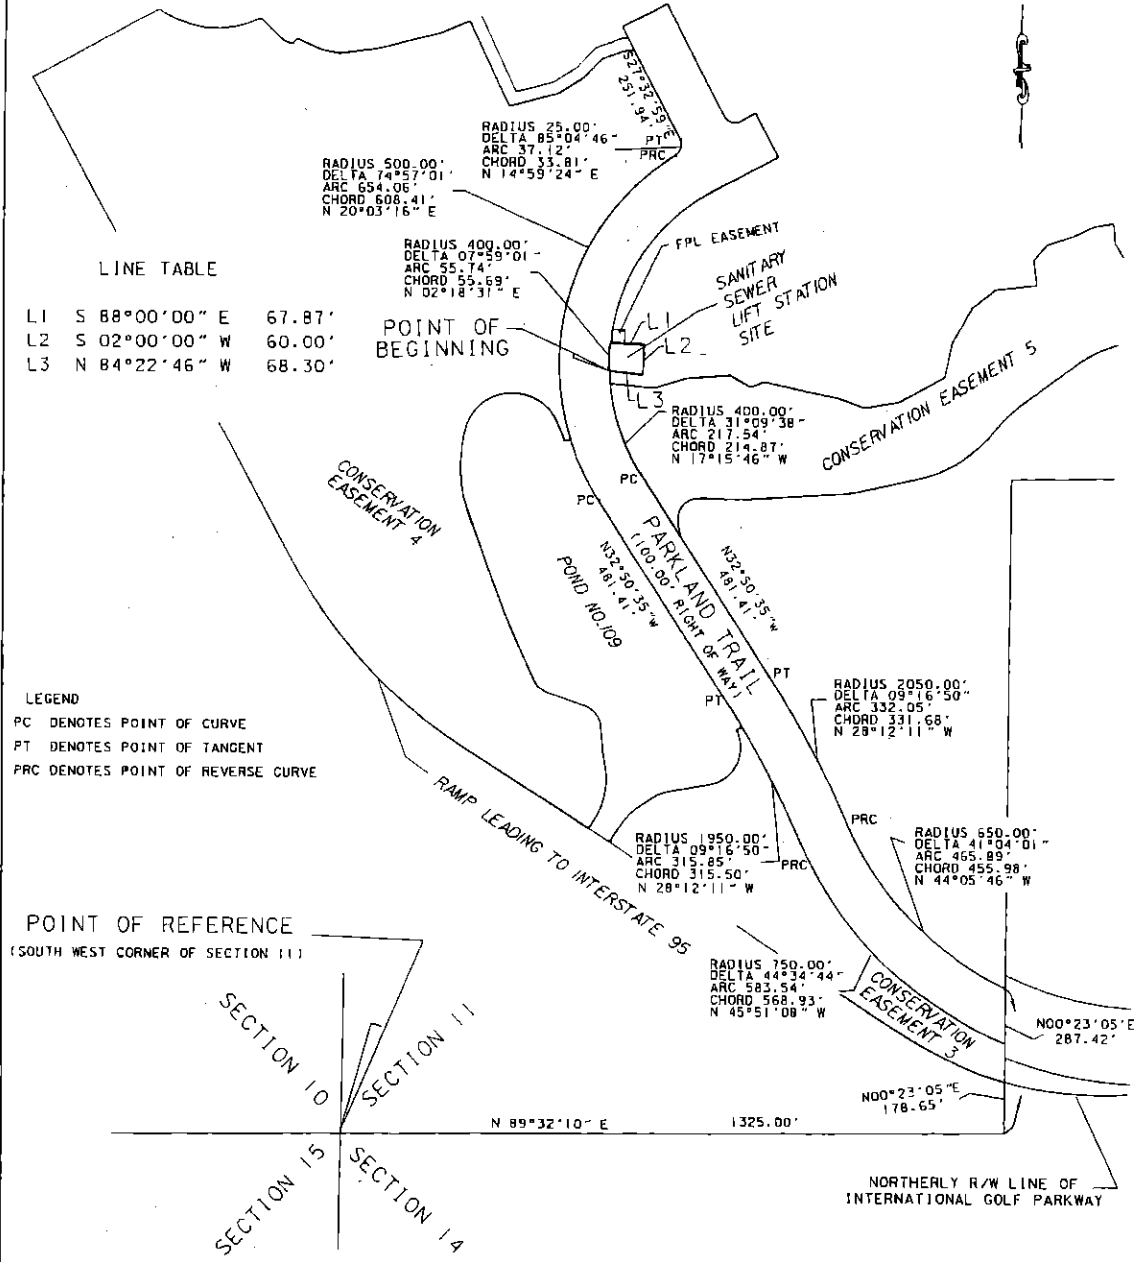 S27°32'59"E
251.94'
RADIUS 25.00'
DELTA 85°04'46"
ARC 37.12'
CHORD 33.81'
N 14°59'24" E
PT
PRC
RADIUS 500.00'
DELTA 74°57'01"
ARC 654.06'
CHORD 608.41'
N 20°03'16" E
RADIUS 400.00'
DELTA 07°59'01"
ARC 55.74'
CHORD 55.69'
N 02°18'31" E
FPL EASEMENT
SANITARY
SEWER
LIFT STATION
SITE
LINE TABLE
L1 S 88°00'00" E 67.87'
L2 S 02°00'00" W 60.00'
L3 N 84°22'46" W 68.30'
POINT OF
BEGINNING
L1
L2
L3
RADIUS 400.00'
DELTA 31°09'38"
ARC 217.54'
CHORD 214.87'
N 17°15'46" W
CONSERVATION EASEMENT 5
CONSERVATION
EASEMENT 4
PC
PC
POND NO.109
N32°50'35"W
481.41'
PARKLAND TRAIL
(100.00' RIGHT OF WAY)
N32°50'35"W
481.41'
PT
PT
RADIUS 2050.00'
DELTA 09°16'50"
ARC 332.05'
CHORD 331.68'
N 28°12'11" W
LEGEND
PC DENOTES POINT OF CURVE
PT DENOTES POINT OF TANGENT
PRC DENOTES POINT OF REVERSE CURVE
RAMP LEADING TO INTERSTATE 95
PRC
RADIUS 650.00'
DELTA 41°04'01"
ARC 465.89'
CHORD 455.98'
N 44°05'46" W
RADIUS 1950.00'
DELTA 09°16'50"
ARC 315.85'
CHORD 315.50'
N 28°12'11" W
PRC
POINT OF REFERENCE
(SOUTH WEST CORNER OF SECTION 11)
RADIUS 750.00'
DELTA 44°34'44"
ARC 583.54'
CHORD 568.93'
N 45°51'08" W
CONSERVATION
EASEMENT 3
N00°23'05"E
287.42'
N00°23'05"E
178.65'
SECTION 10
SECTION 11
N 89°32'10" E 1325.00'
SECTION 15
SECTION 14
NORTHERLY R/W LINE OF
INTERNATIONAL GOLF PARKWAY